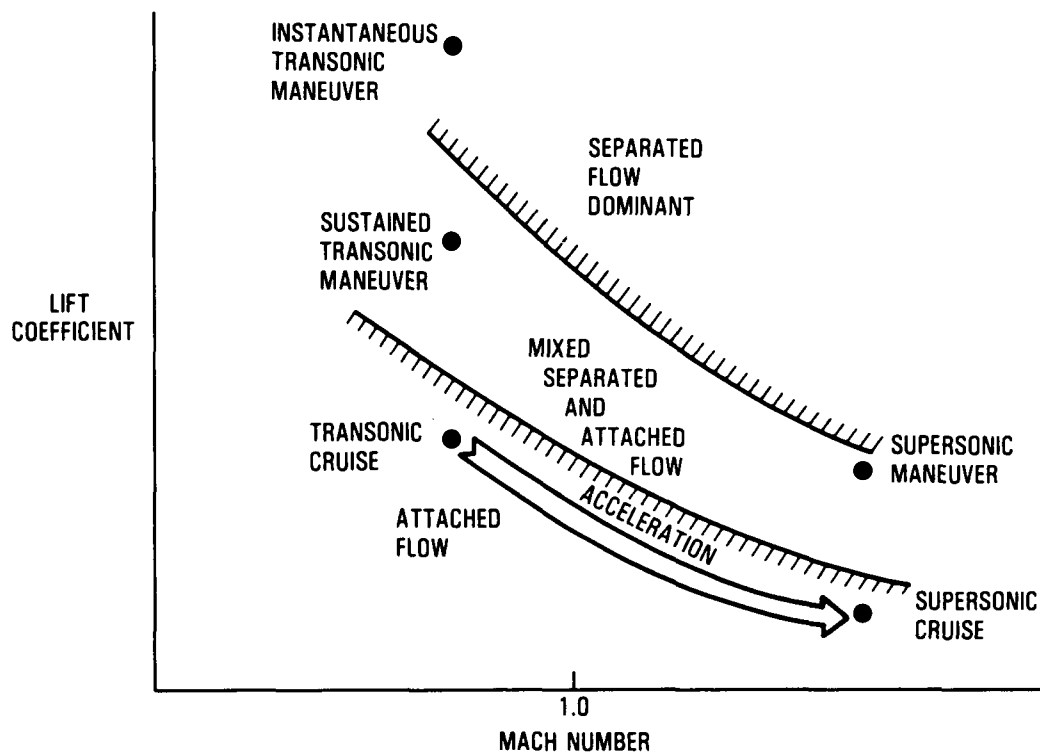 INSTANTANEOUS
TRANSONIC
MANEUVER
SEPARATED
FLOW
DOMINANT
SUSTAINED
TRANSONIC
MANEUVER
LIFT
COEFFICIENT
MIXED
SEPARATED
AND
ATTACHED
FLOW
TRANSONIC
CRUISE
SUPERSONIC
MANEUVER
ACCELERATION
ATTACHED
FLOW
SUPERSONIC
CRUISE
1.0
MACH NUMBER